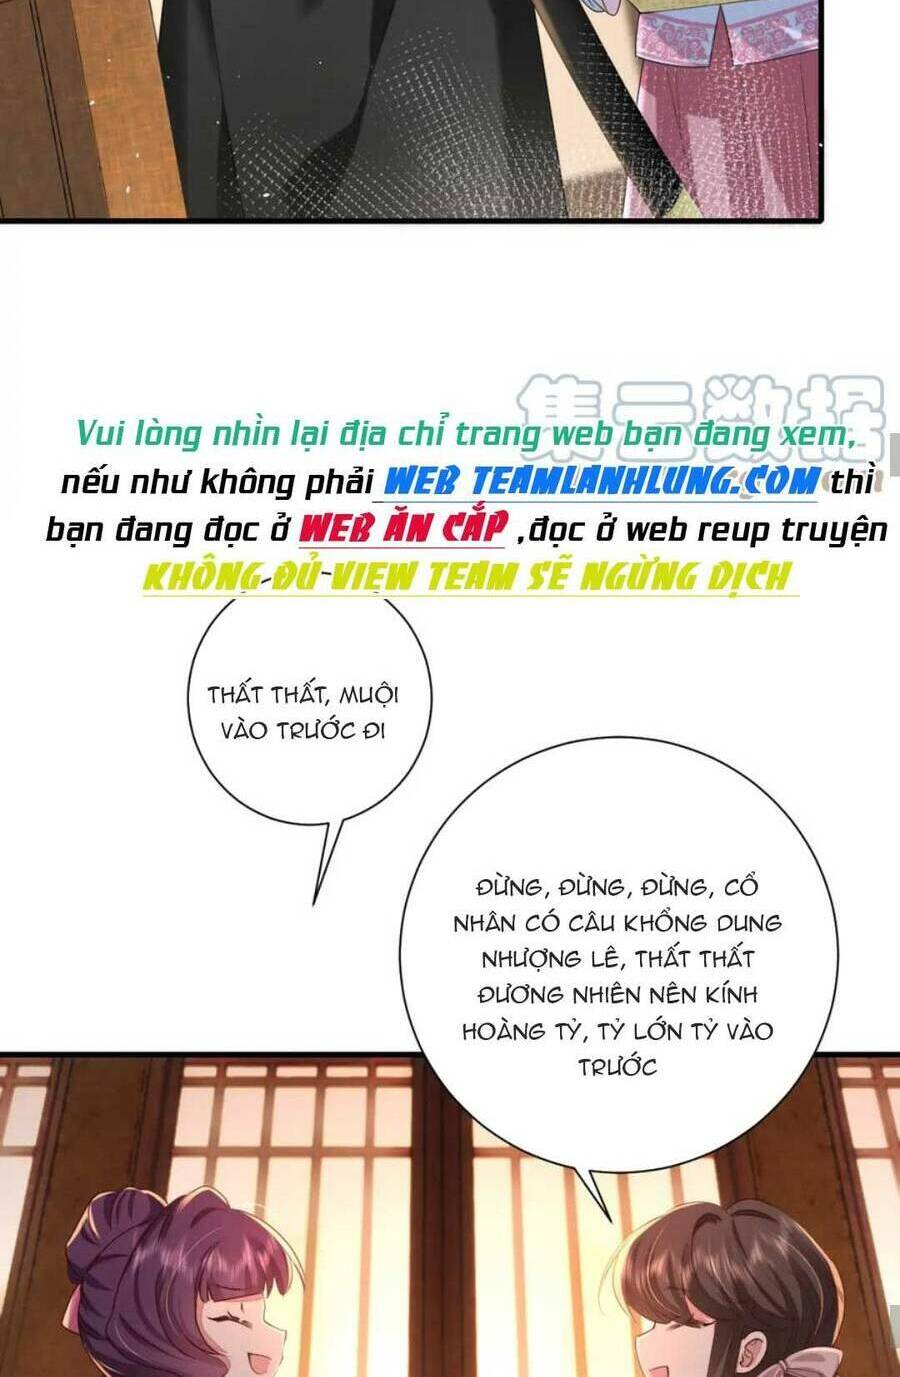 集云数据
Vui lòng nhìn lại địa chỉ trang web bạn đang xem,
nếu như không phải WEB TEAMLANHLUNG.COM thì
bạn đang đọc ở WEB ĂN CẮP ,đọc ở web reup truyện
KHÔNG ĐỦ VIEW TEAM SẼ NGỪNG DỊCH
THẤT THẤT, MUỘI
VÀO TRƯỚC ĐI
ĐỪNG, ĐỪNG, ĐỪNG, CỔ
NHÂN CÓ CÂU KHỔNG DUNG
NHƯỢNG LÊ, THẤT THẤT
ĐƯƠNG NHIÊN NÊN KÍNH
HOÀNG TỶ, TỶ LỚN TỶ VÀO
TRƯỚC